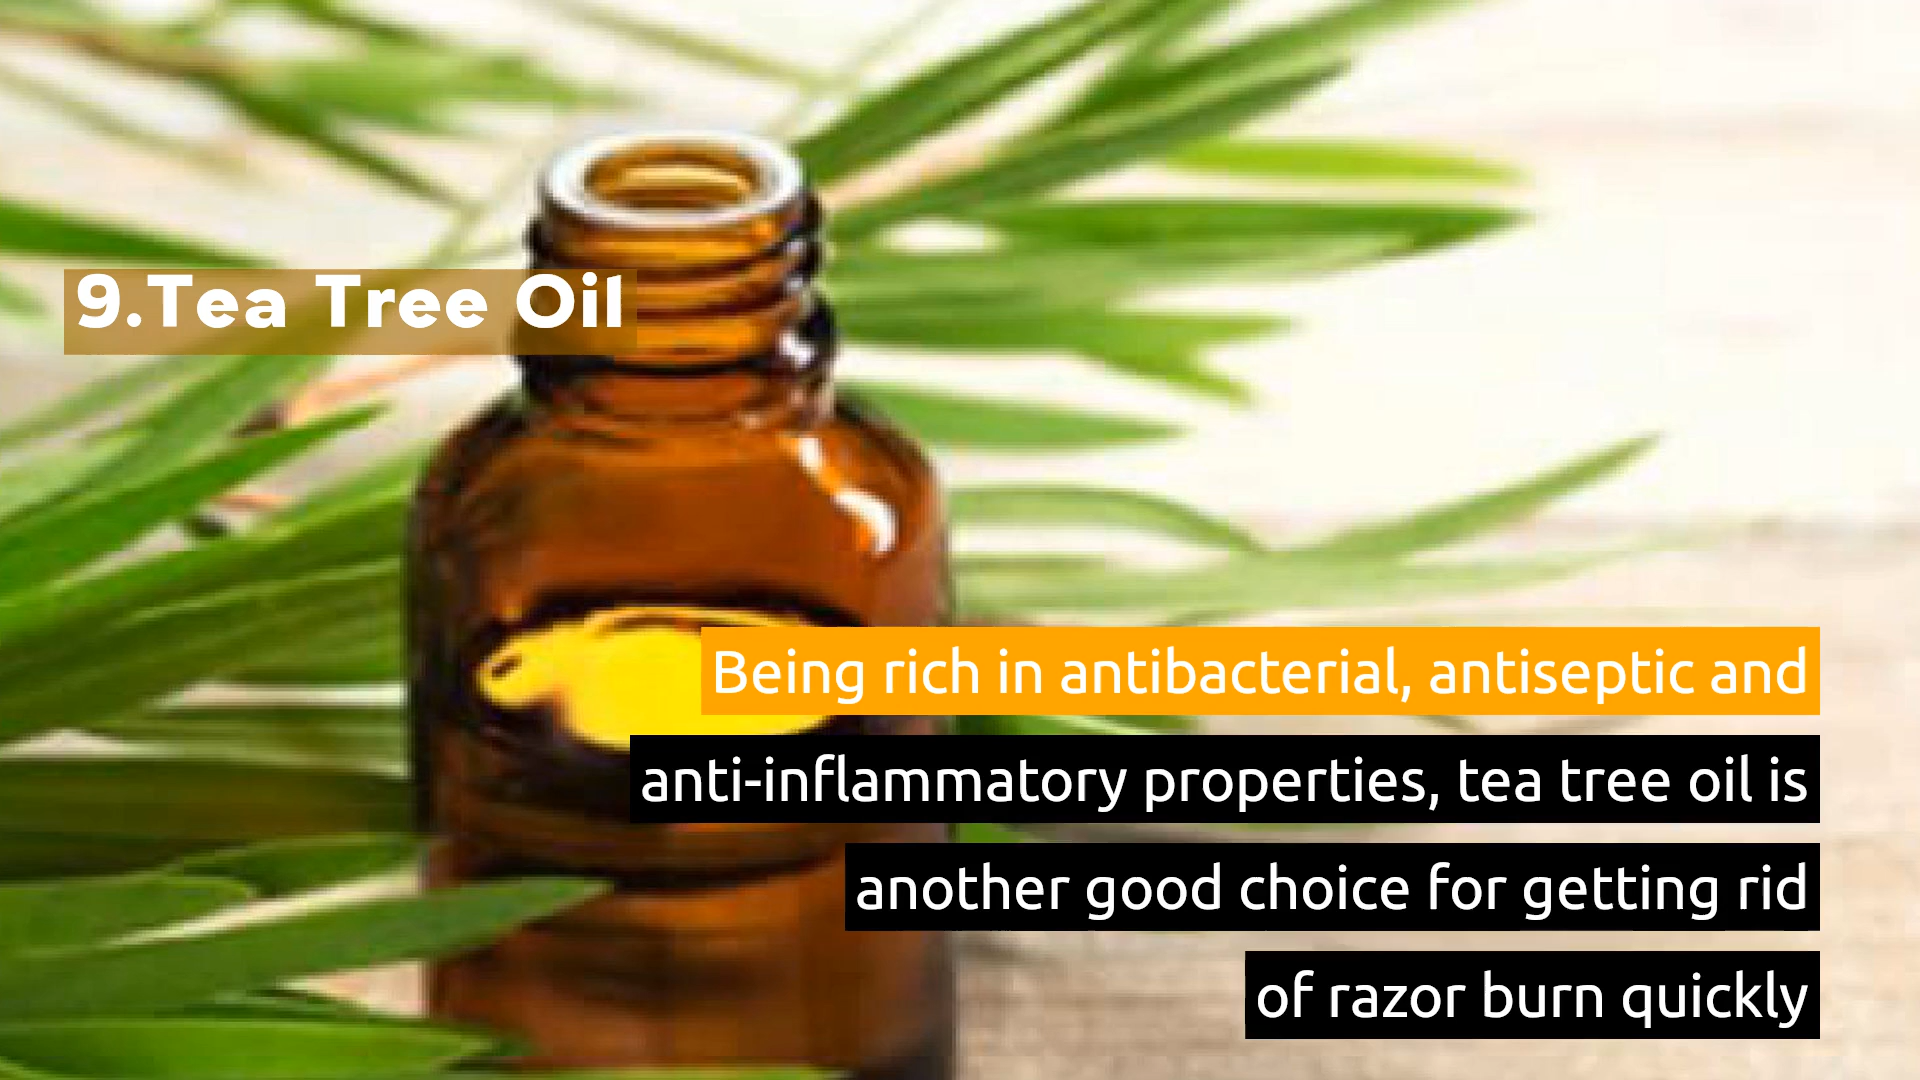 9.Tea Tree Oil
Being rich in antibacterial, antiseptic and
anti-inflammatory properties, tea tree oil is
another good choice for getting rid
of razor burn quickly